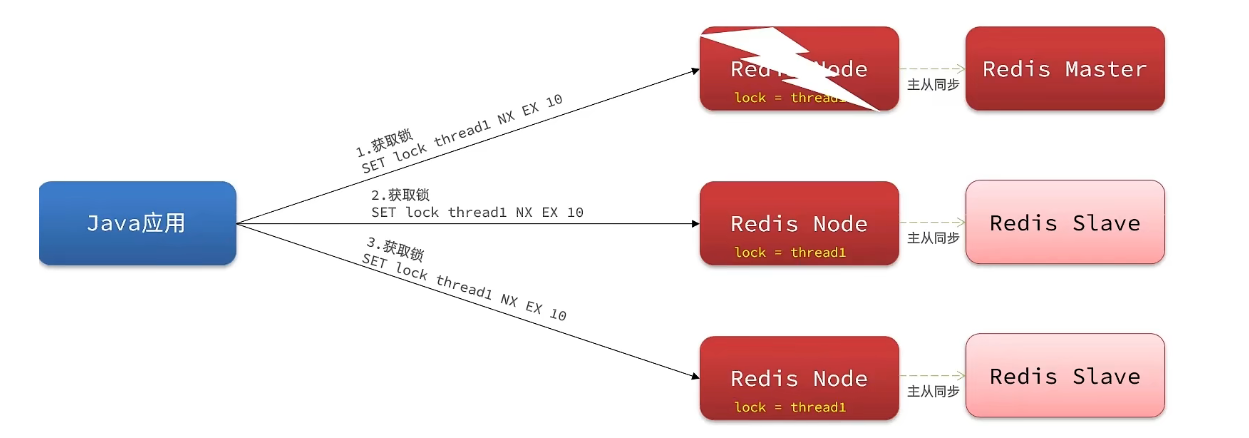 Redis Node
lock = thread1
主从同步
Redis Master
1.获取锁
SET lock thread1 NX EX 10
Java应用
2.获取锁
SET lock thread1 NX EX 10
Redis Node
lock = thread1
主从同步
Redis Slave
3.获取锁
SET lock thread1 NX EX 10
Redis Node
lock = thread1
主从同步
Redis Slave